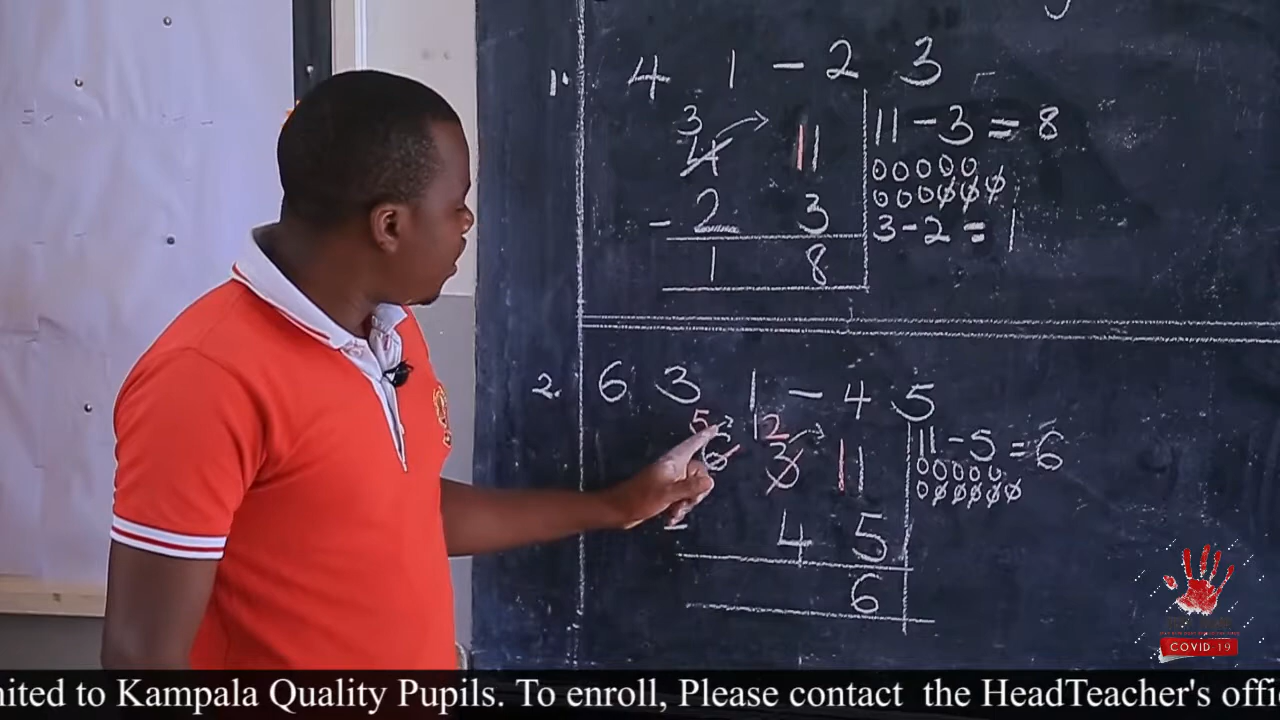 1. 4 1 - 2 3
3
4 11
- 2 3
1 8
11 - 3 = 8
00000
000000
3 - 2 = 1
2. 6 3 1 - 4 5
5 12
6 3 11
- 4 5
6
11 - 5 = 6
00000
000000
COVID 19
nited to Kampala Quality Pupils. To enroll, Please contact the HeadTeacher's offi